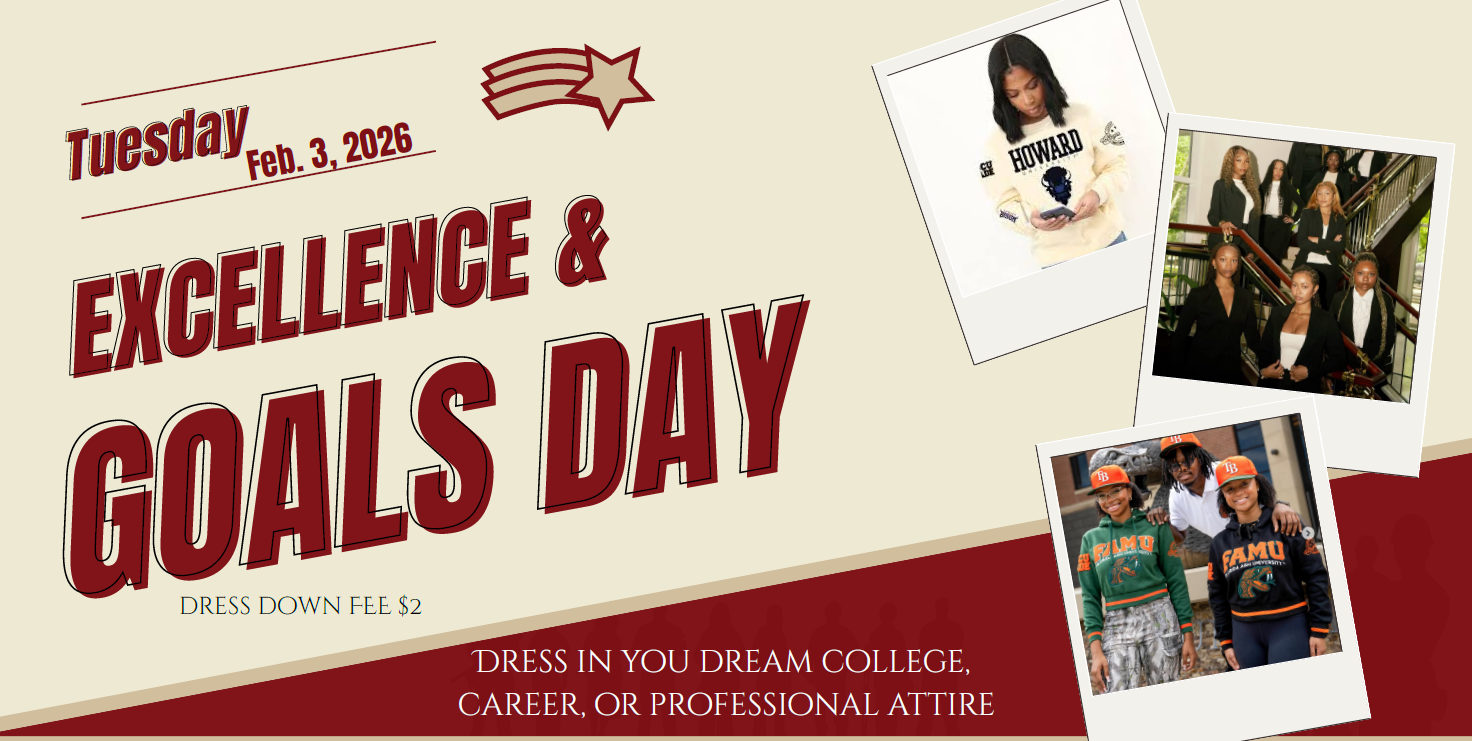 Tuesday
Feb. 3, 2026
EXCELLENCE &
GOALS DAY
DRESS DOWN FEE $2
DRESS IN YOU DREAM COLLEGE,
CAREER, OR PROFESSIONAL ATTIRE
HOWARD
FAMU
FAMU